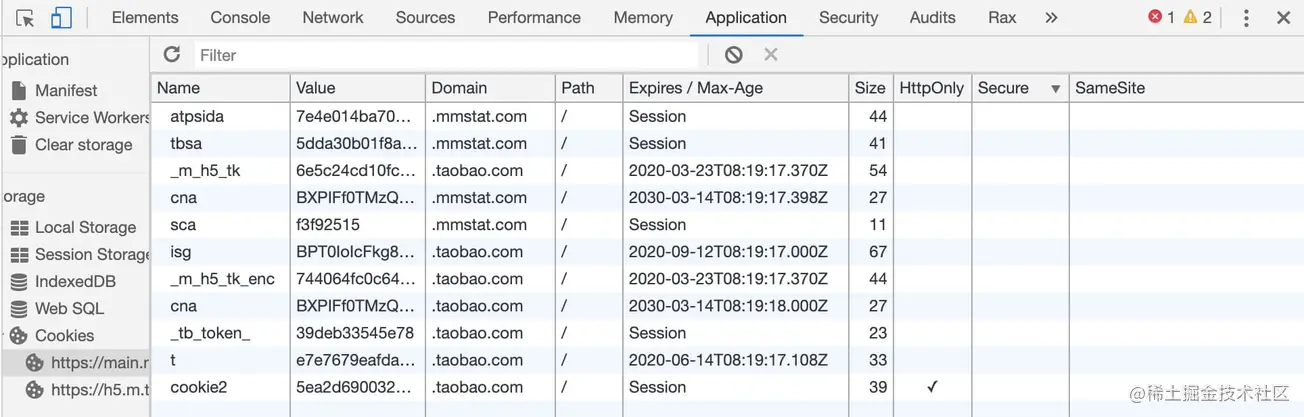 Elements Console Network Sources Performance Memory Application Security Audits Rax » 1 2
pplication
Filter
Manifest
Service Workers
Clear storage
orage
Local Storage
Session Storage
IndexedDB
Web SQL
Cookies
https://main.r
https://h5.m.t
Name Value Domain Path Expires / Max-Age Size HttpOnly Secure ▼ SameSite
atpsida 7e4e014ba70… .mmstat.com / Session 44
tbsa 5dda30b01f8a… .mmstat.com / Session 41
_m_h5_tk 6e5c24cd10fc… .taobao.com / 2020-03-23T08:19:17.370Z 54
cna BXPIFf0TMzQ… .mmstat.com / 2030-03-14T08:19:17.398Z 27
sca f3f92515 .mmstat.com / Session 11
isg BPT0IoIcFkg8… .taobao.com / 2020-09-12T08:19:17.000Z 67
_m_h5_tk_enc 744064fc0c64… .taobao.com / 2020-03-23T08:19:17.370Z 44
cna BXPIFf0TMzQ… .taobao.com / 2030-03-14T08:19:18.000Z 27
_tb_token_ 39deb33545e78 .taobao.com / Session 23
t e7e7679eafda… .taobao.com / 2020-06-14T08:19:17.108Z 33
cookie2 5ea2d690032… .taobao.com / Session 39 ✓
@稀土掘金技术社区